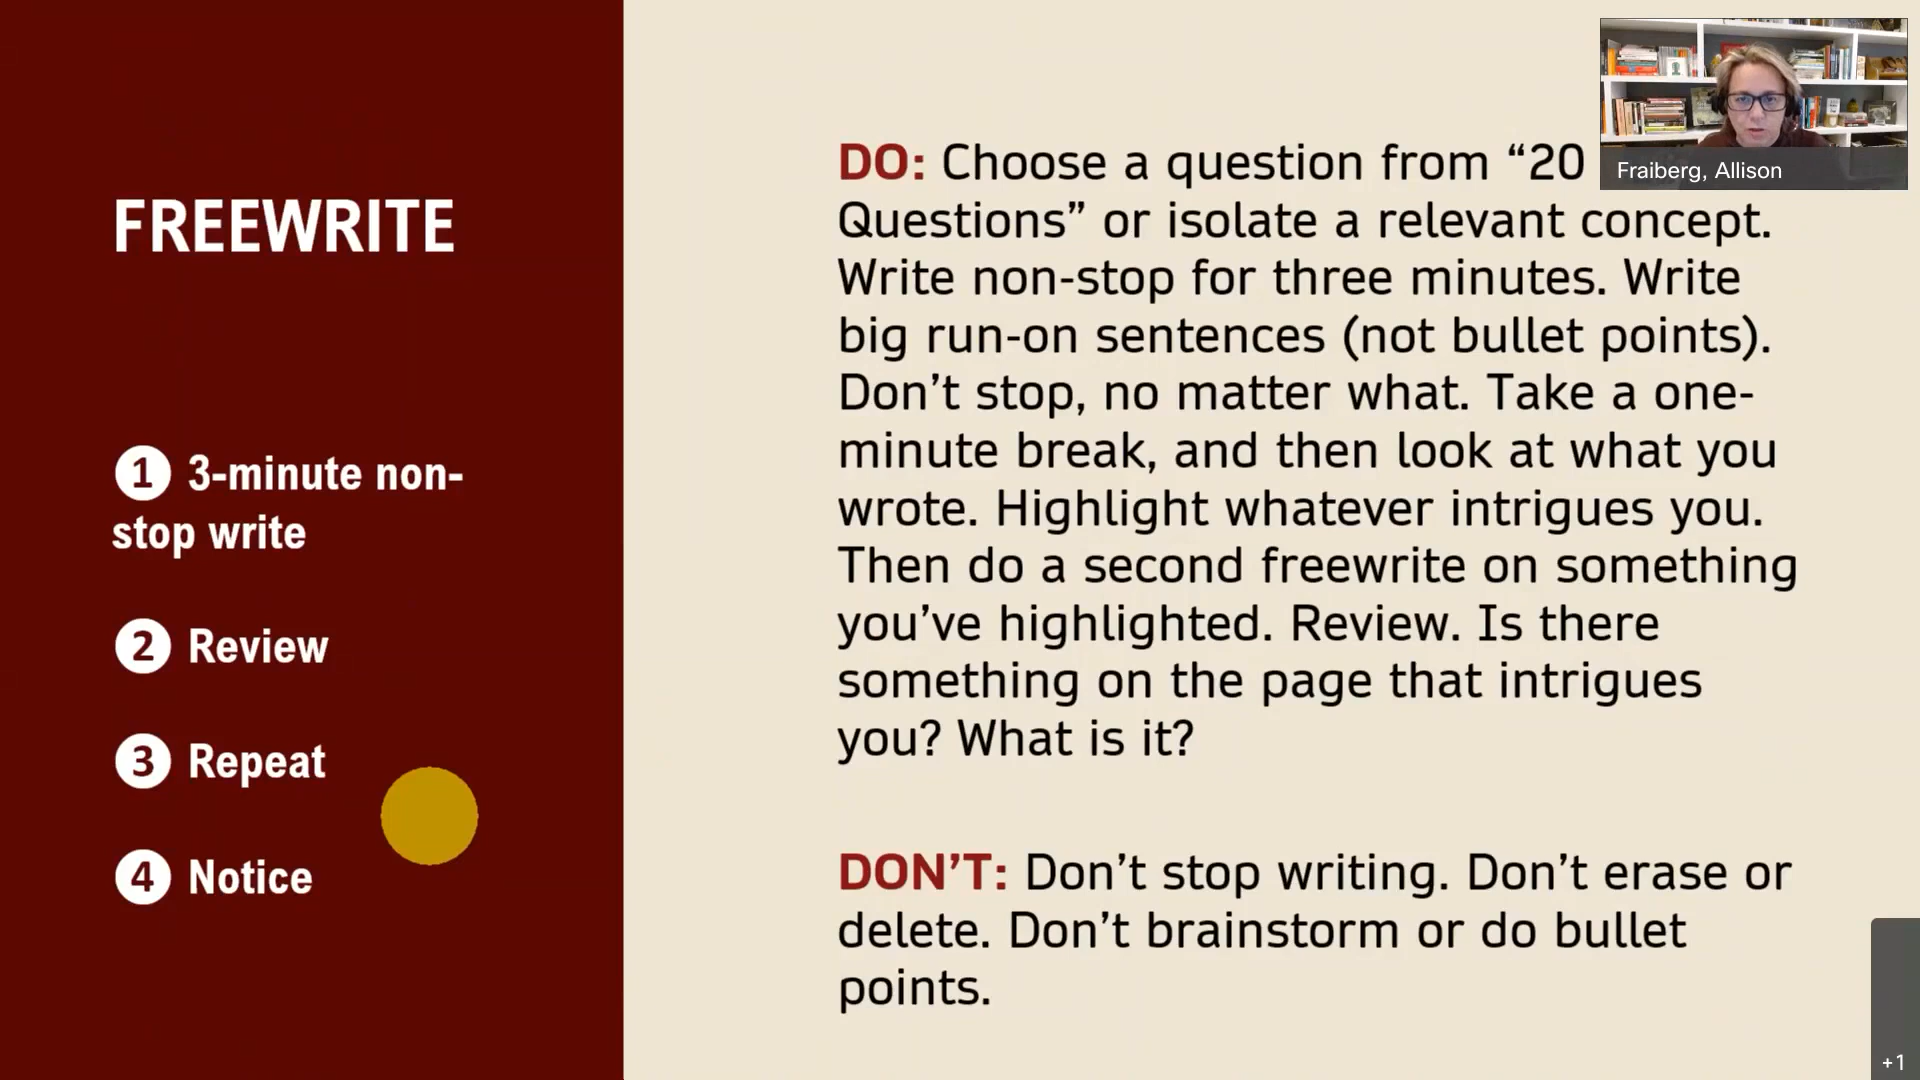 FREEWRITE
1 3-minute non-
stop write
2 Review
3 Repeat
4 Notice
DO: Choose a question from “20
Questions” or isolate a relevant concept.
Write non-stop for three minutes. Write
big run-on sentences (not bullet points).
Don’t stop, no matter what. Take a one-
minute break, and then look at what you
wrote. Highlight whatever intrigues you.
Then do a second freewrite on something
you’ve highlighted. Review. Is there
something on the page that intrigues
you? What is it?
DON’T: Don’t stop writing. Don’t erase or
delete. Don’t brainstorm or do bullet
points.
Fraiberg, Allison
+1